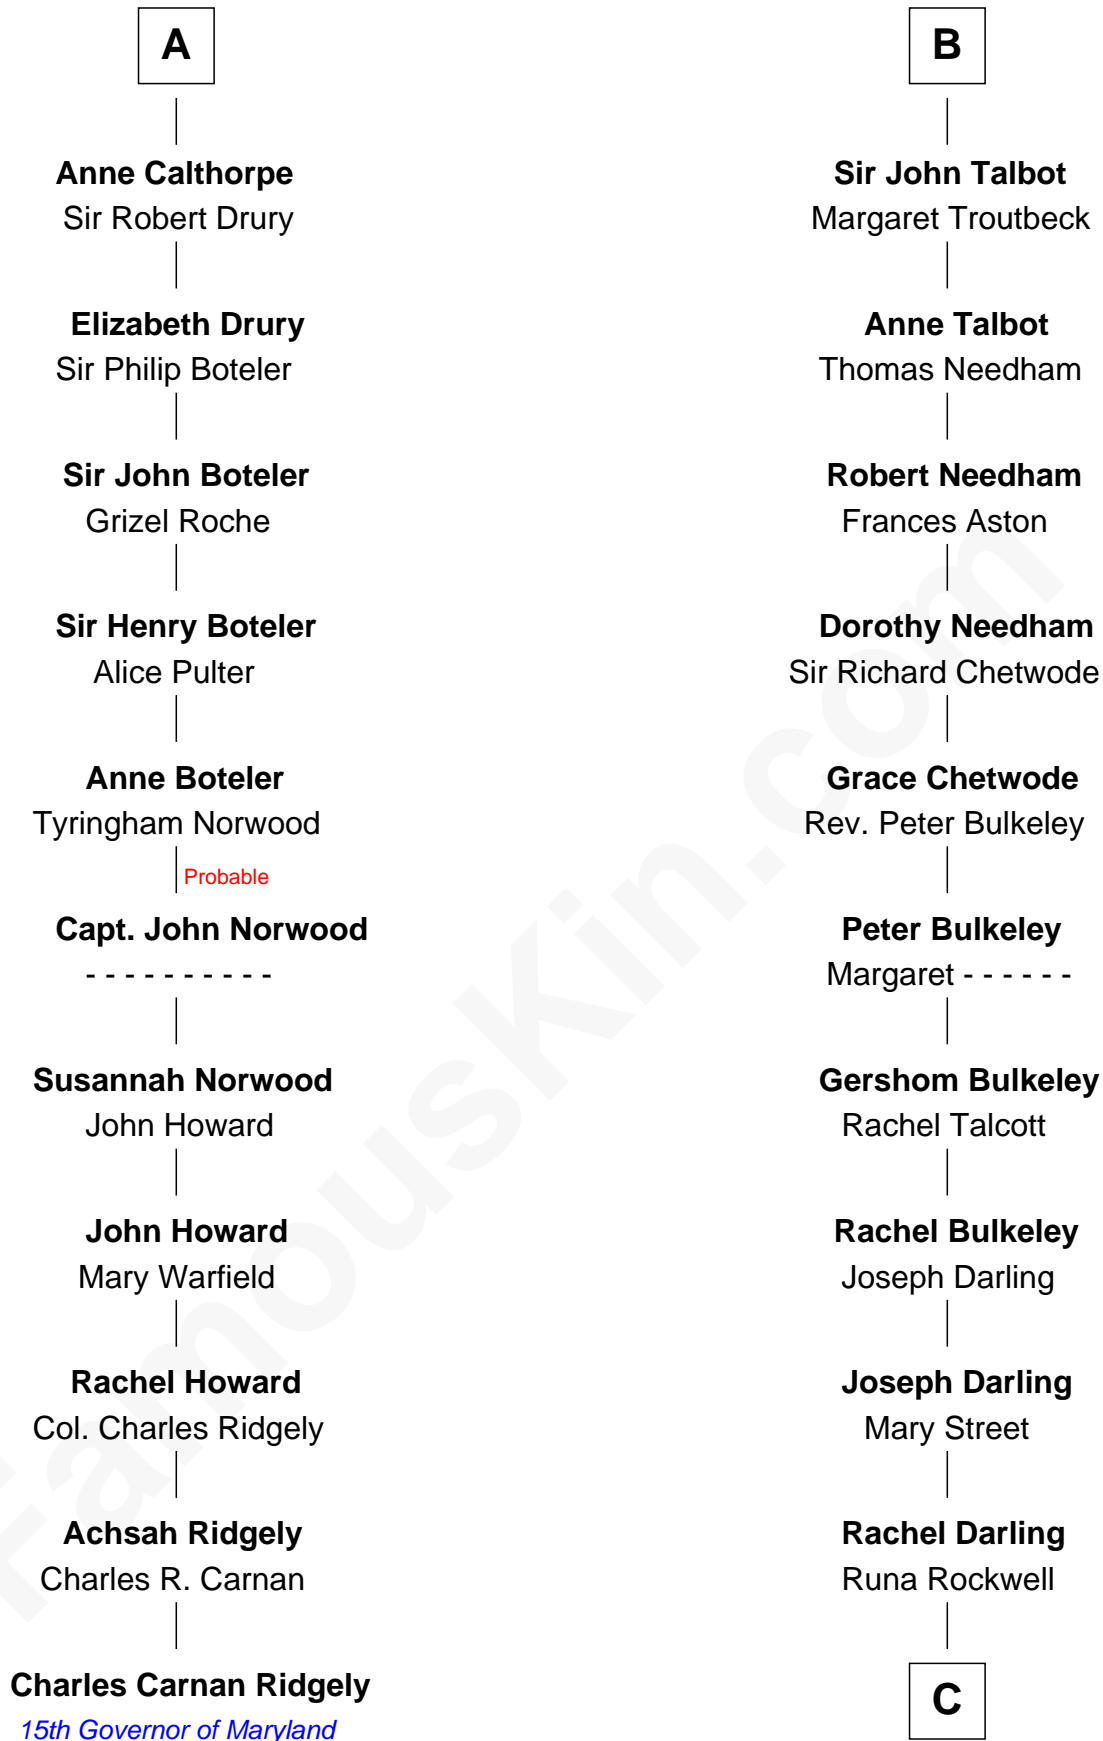 A
Anne Calthorpe
Sir Robert Drury
Elizabeth Drury
Sir Philip Boteler
Sir John Boteler
Grizel Roche
Sir Henry Boteler
Alice Pulter
Anne Boteler
Tyringham Norwood
Probable
Capt. John Norwood
- - - - - - - - - -
Susannah Norwood
John Howard
John Howard
Mary Warfield
Rachel Howard
Col. Charles Ridgely
Achsah Ridgely
Charles R. Carnan
Charles Carnan Ridgely
15th Governor of Maryland
B
Sir John Talbot
Margaret Troutbeck
Anne Talbot
Thomas Needham
Robert Needham
Frances Aston
Dorothy Needham
Sir Richard Chetwode
Grace Chetwode
Rev. Peter Bulkeley
Peter Bulkeley
Margaret - - - - - -
Gershom Bulkeley
Rachel Talcott
Rachel Bulkeley
Joseph Darling
Joseph Darling
Mary Street
Rachel Darling
Runa Rockwell
C
FamousKin.com